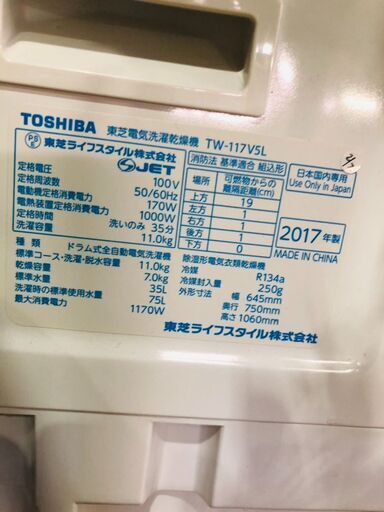 TOSHIBA 東芝電気洗濯乾燥機 TW-117V5L
PS E 東芝ライフスタイル株式会社
JET
定格電圧 100V
定格周波数 50/60Hz
電動機定格消費電力 170W
電熱装置定格消費電力 1000W
定格時間 洗いのみ 35分
洗濯容量 11.0kg
消防法 基準適合 組込形
場所 可燃物からの離隔距離(cm)
上方 19
左方 1
右方 1
後方 1
下方 0
日本国内専用
Use Only in Japan
2017年製
MADE IN CHINA
種類 ドラム式全自動電気洗濯機
標準コース・洗濯・脱水容量 11.0kg
乾燥容量 7.0kg
標準水量 35L
洗濯時の標準使用水量 75L
最大消費電力 1170W
除湿形電気衣類乾燥機
冷媒 R134a
冷媒封入量 250g
外形寸法 幅 645mm
奥行 750mm
高さ 1060mm
東芝ライフスタイル株式会社